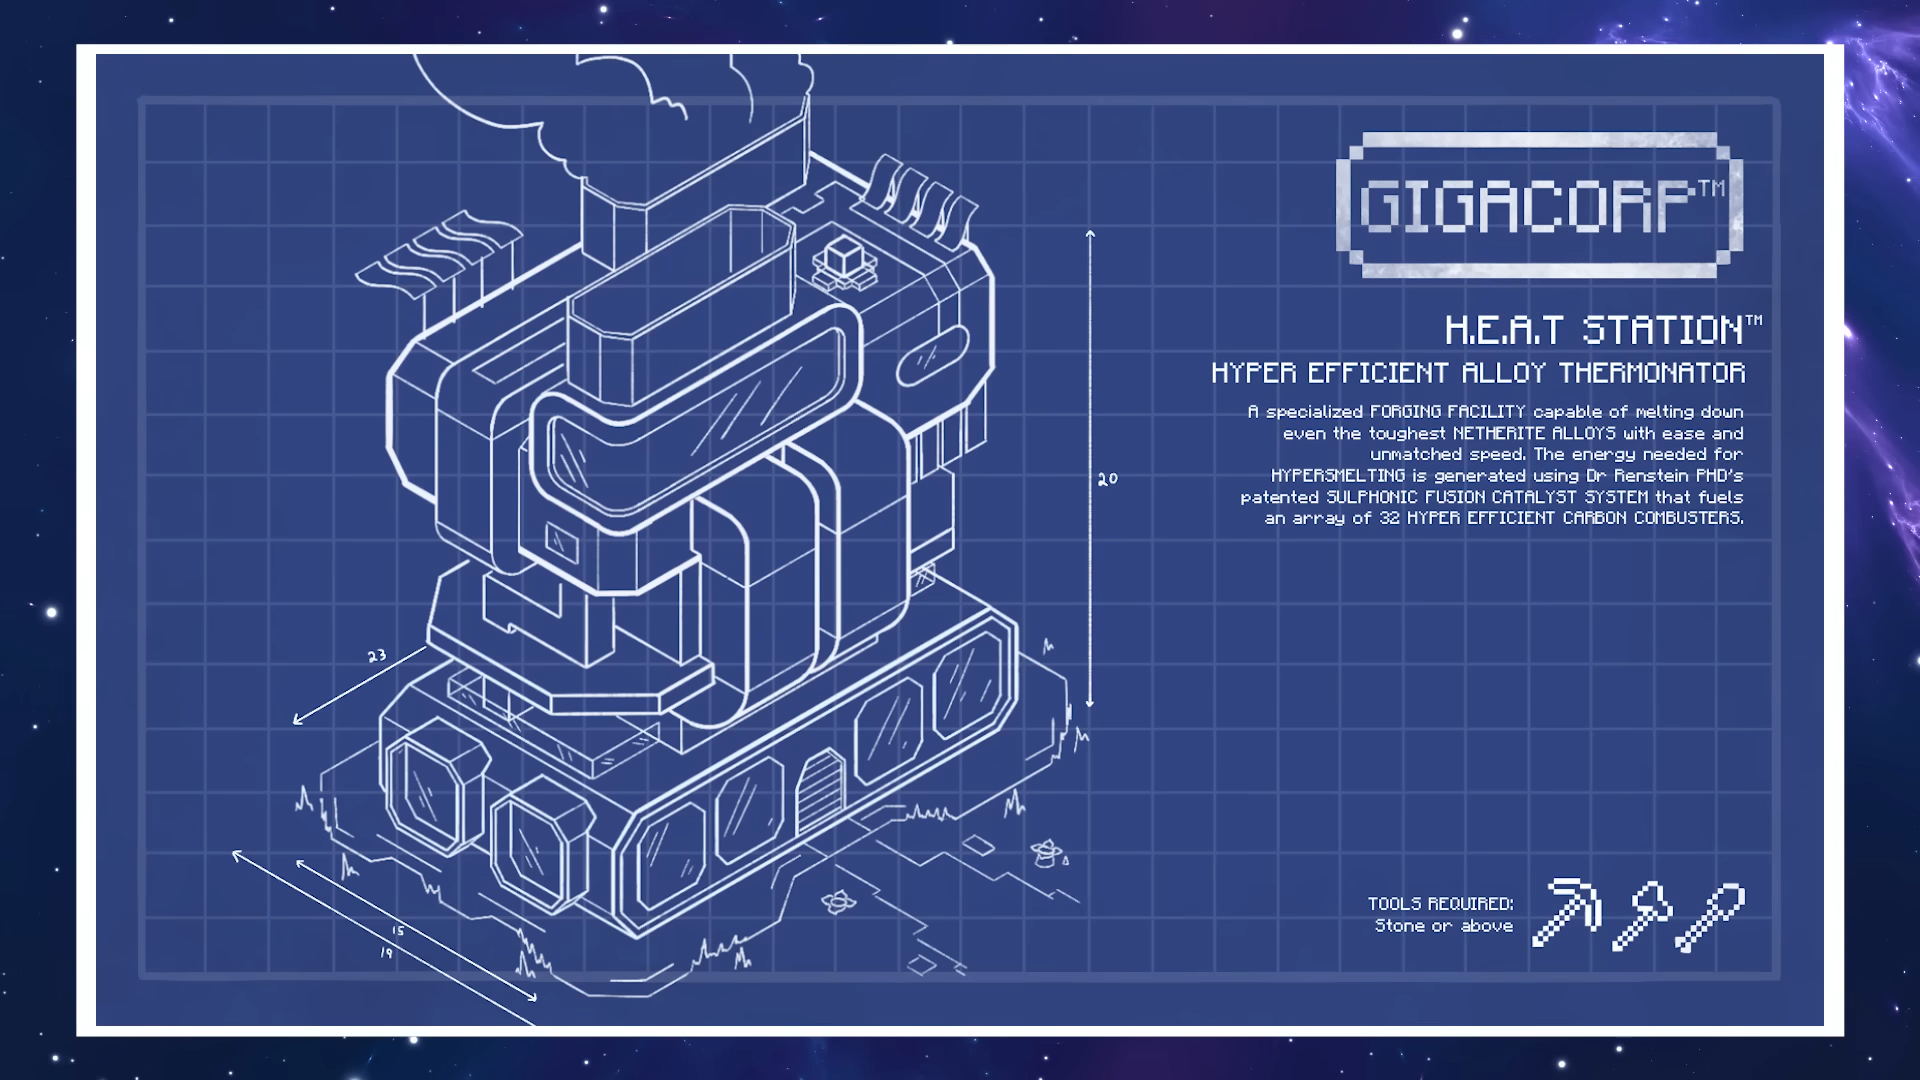 GIGACORP™
H.E.A.T STATION™
HYPER EFFICIENT ALLOY THERMONATOR
A specialized FORGING FACILITY capable of melting down
even the toughest NETHERITE ALLOYS with ease and
unmatched speed. The energy needed for
HYPERSMELTING is generated using Dr Renstein PHD's
patented SULPHONIC FUSION CATALYST SYSTEM that fuels
an array of 32 HYPER EFFICIENT CARBON COMBUSTERS.
20
23
15
19
TOOLS REQUIRED:
Stone or above